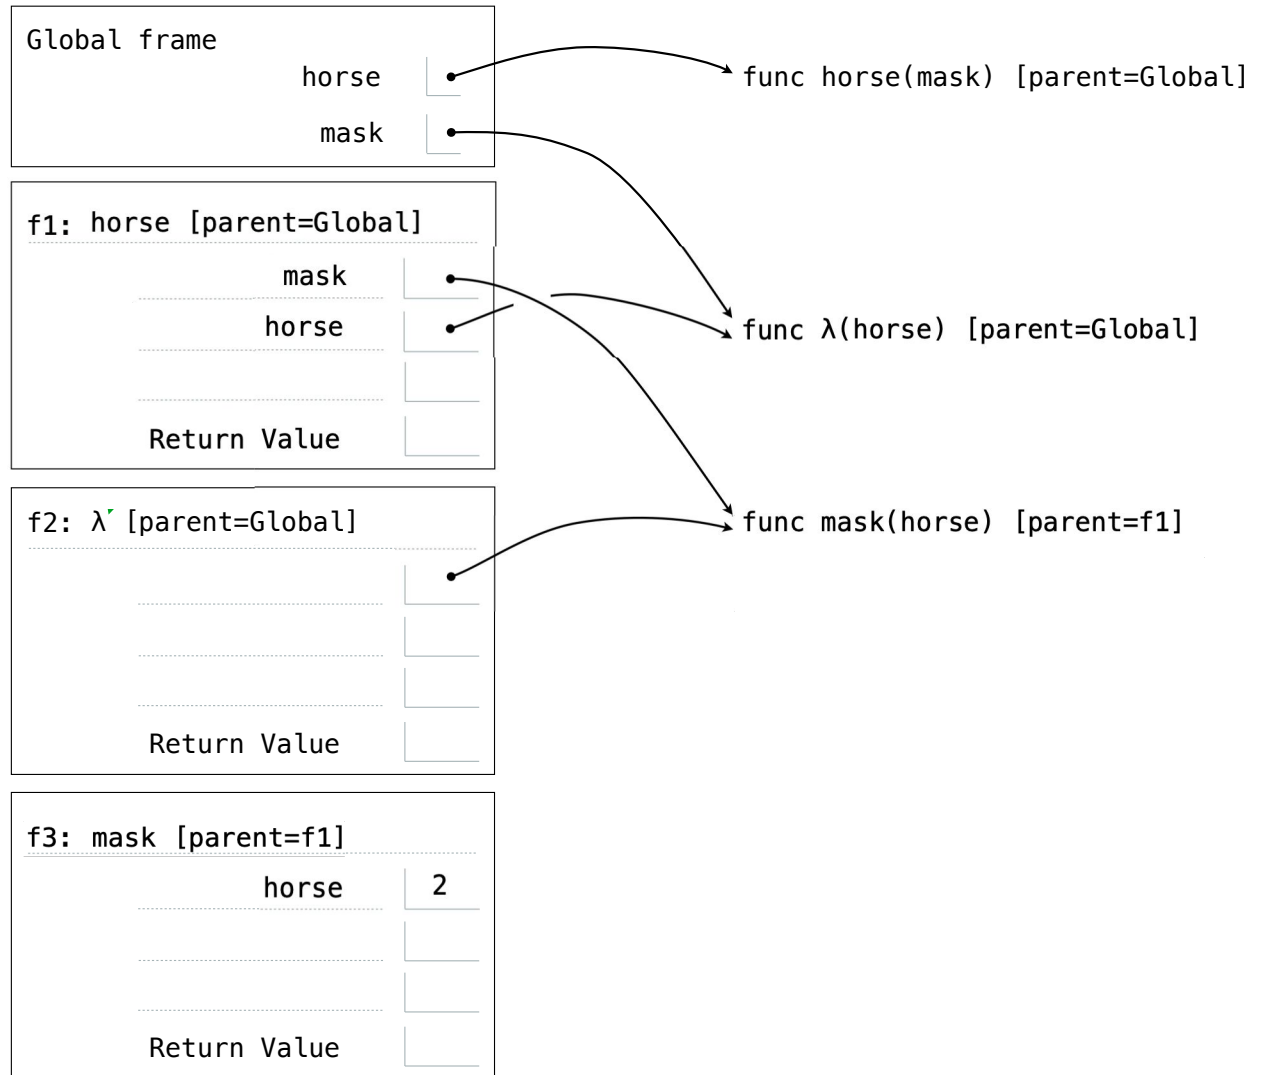 Global frame
horse
func horse(mask) [parent=Global]
mask
f1: horse [parent=Global]
mask
horse
func λ(horse) [parent=Global]
Return Value
f2: λ [parent=Global]
func mask(horse) [parent=f1]
Return Value
f3: mask [parent=f1]
horse 2
Return Value